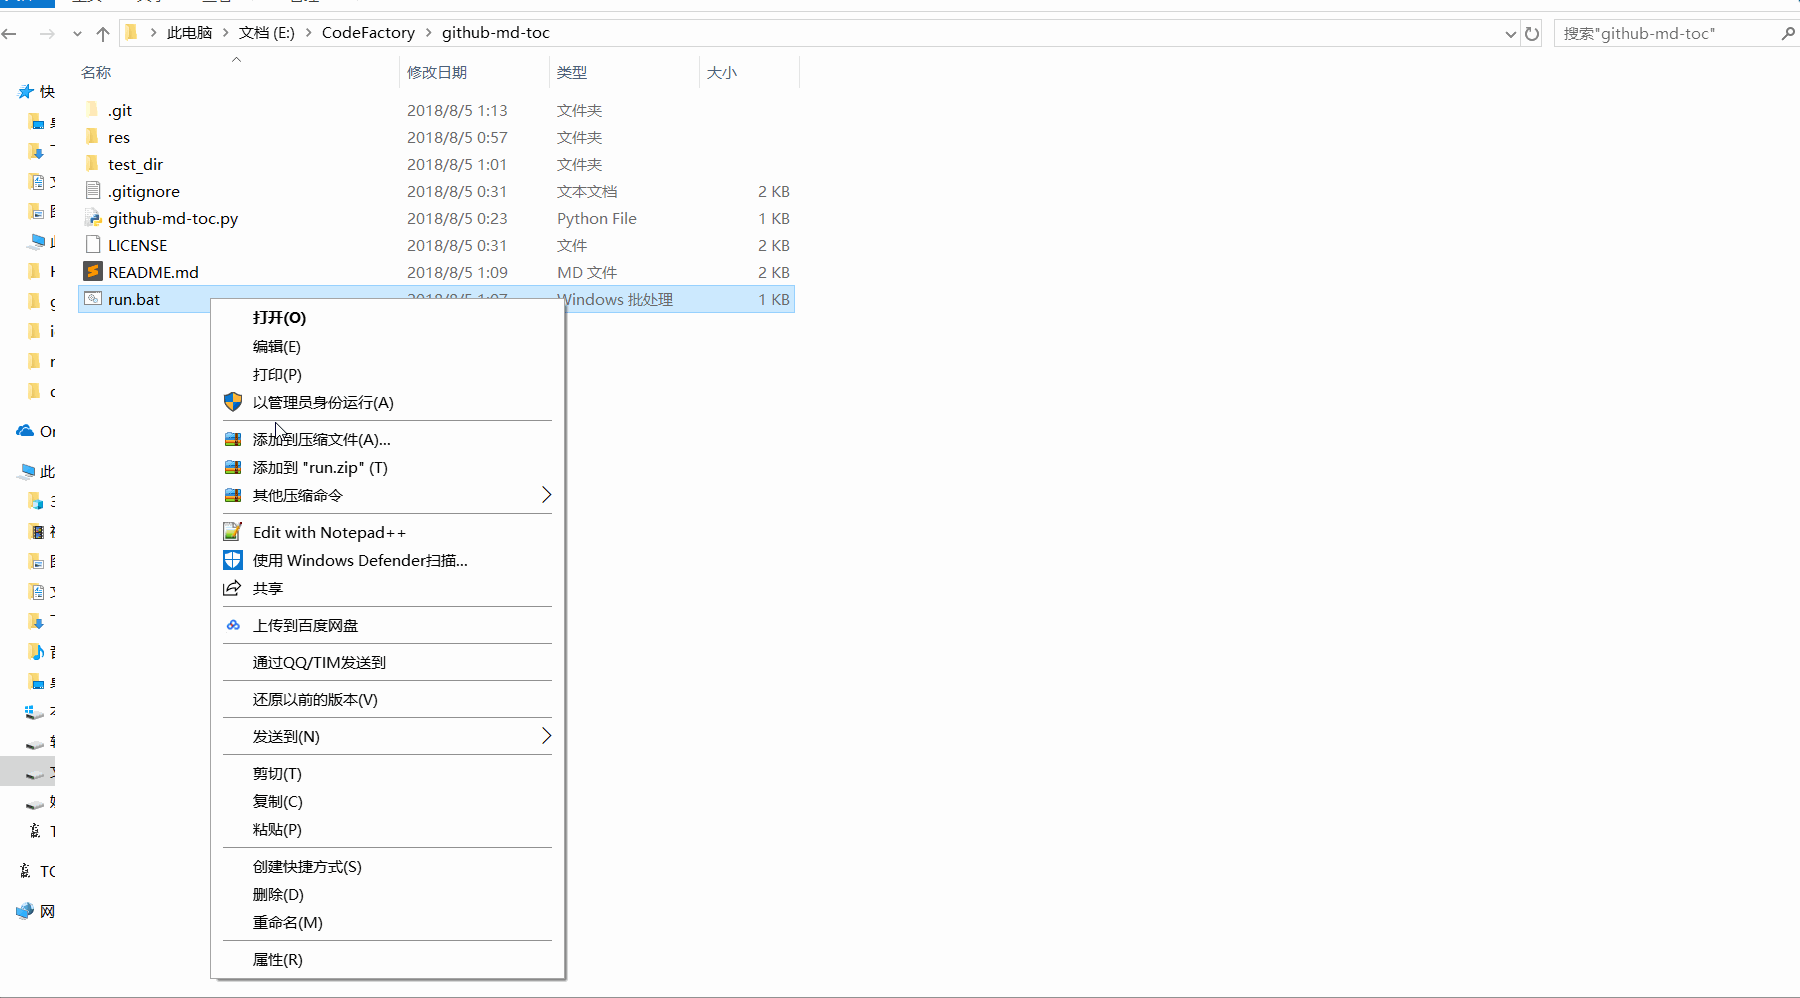 此电脑 文档 (E:) CodeFactory github-md-toc 搜索"github-md-toc"
名称 修改日期 类型 大小
快
.git 2018/8/5 1:13 文件夹
res 2018/8/5 0:57 文件夹
test_dir 2018/8/5 1:01 文件夹
.gitignore 2018/8/5 0:31 文本文档 2 KB
github-md-toc.py 2018/8/5 0:23 Python File 1 KB
LICENSE 2018/8/5 0:31 文件 2 KB
README.md 2018/8/5 1:09 MD 文件 2 KB
run.bat 2018/8/5 1:07 Windows 批处理 1 KB
打开(O)
编辑(E)
打印(P)
以管理员身份运行(A)
添加到压缩文件(A)...
添加到 "run.zip" (T)
其他压缩命令
Edit with Notepad++
使用 Windows Defender扫描...
共享
上传到百度网盘
通过QQ/TIM发送到
还原以前的版本(V)
发送到(N)
剪切(T)
复制(C)
粘贴(P)
创建快捷方式(S)
删除(D)
重命名(M)
属性(R)
此
网